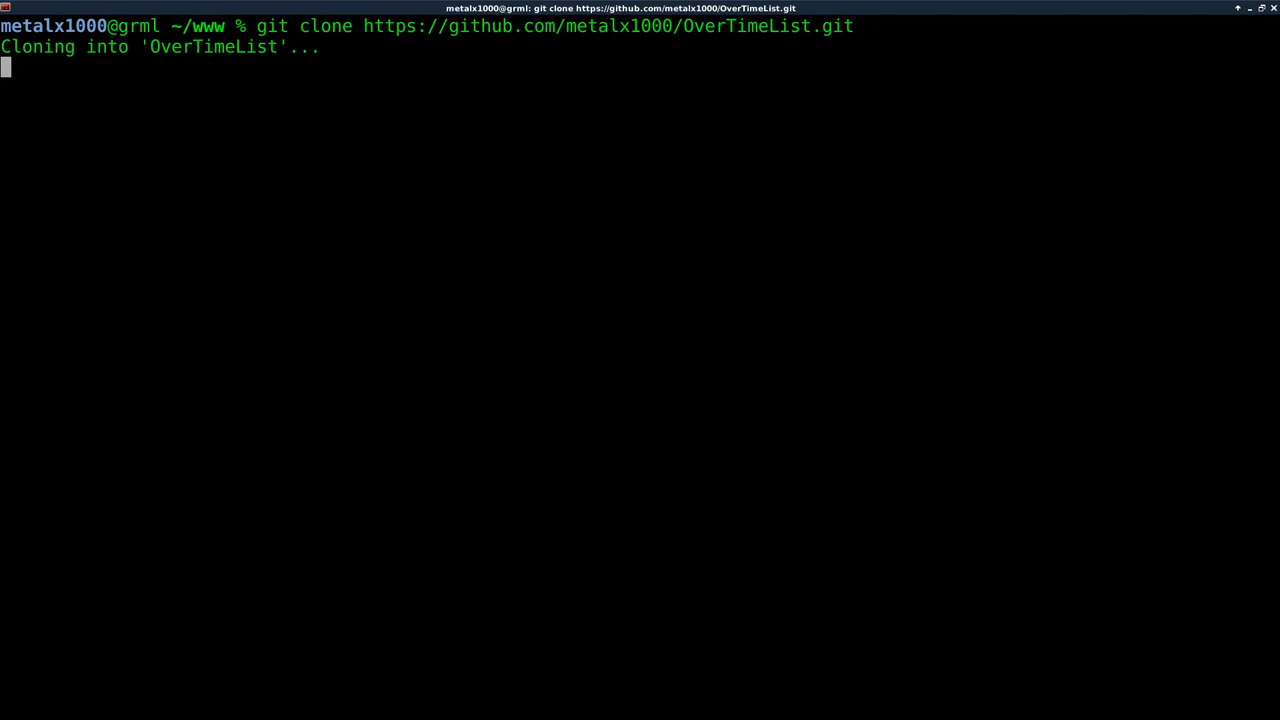 metalx1000@grml: git clone https://github.com/metalx1000/OverTimeList.git
metalx1000@grml ~/www % git clone https://github.com/metalx1000/OverTimeList.git
Cloning into 'OverTimeList'...